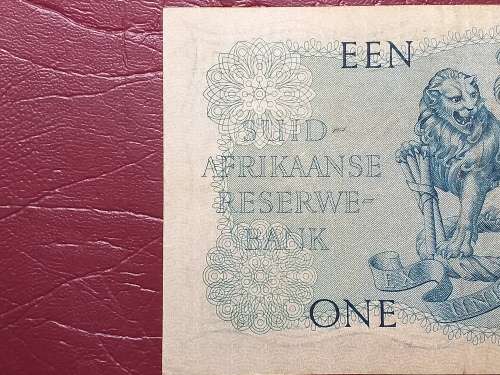 EEN
SUID-
AFRIKAANSE
RESERWE-
BANK
ONE